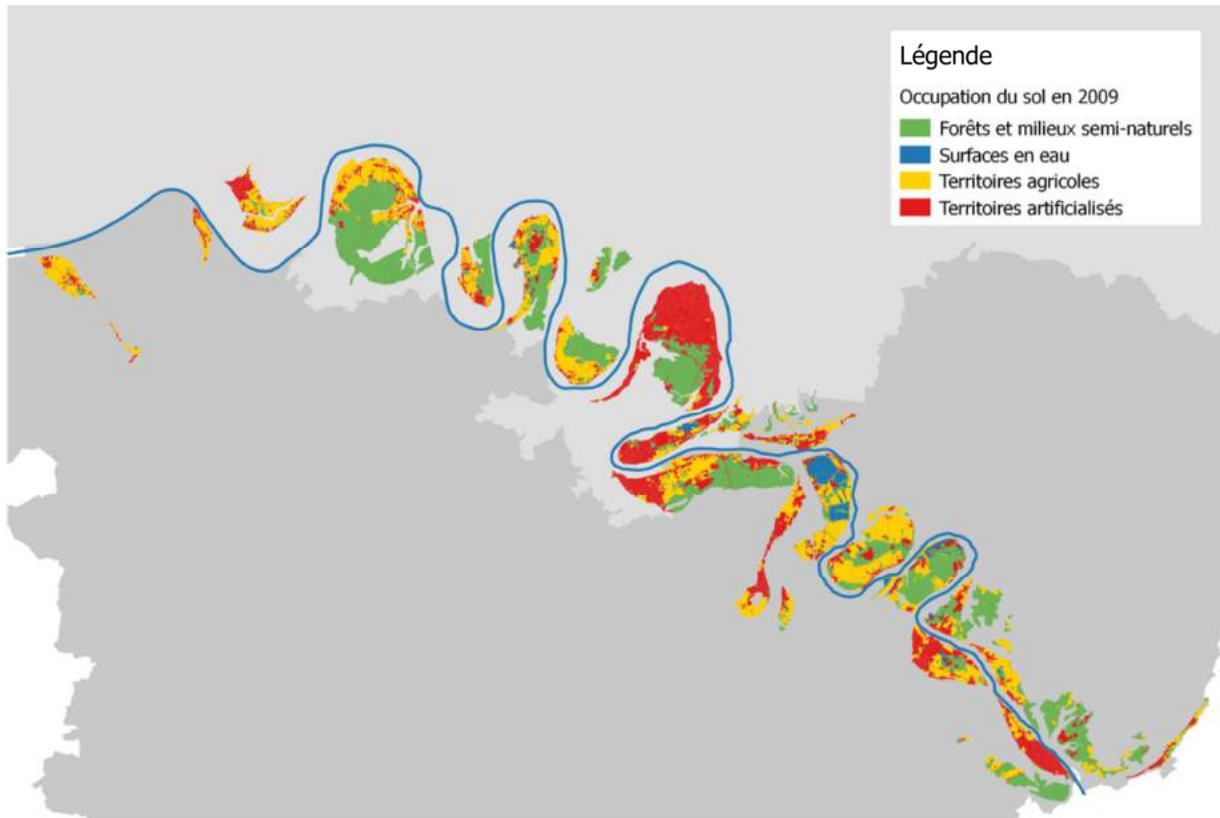 Légende
Occupation du sol en 2009
Forêts et milieux semi-naturels
Surfaces en eau
Territoires agricoles
Territoires artificialisés